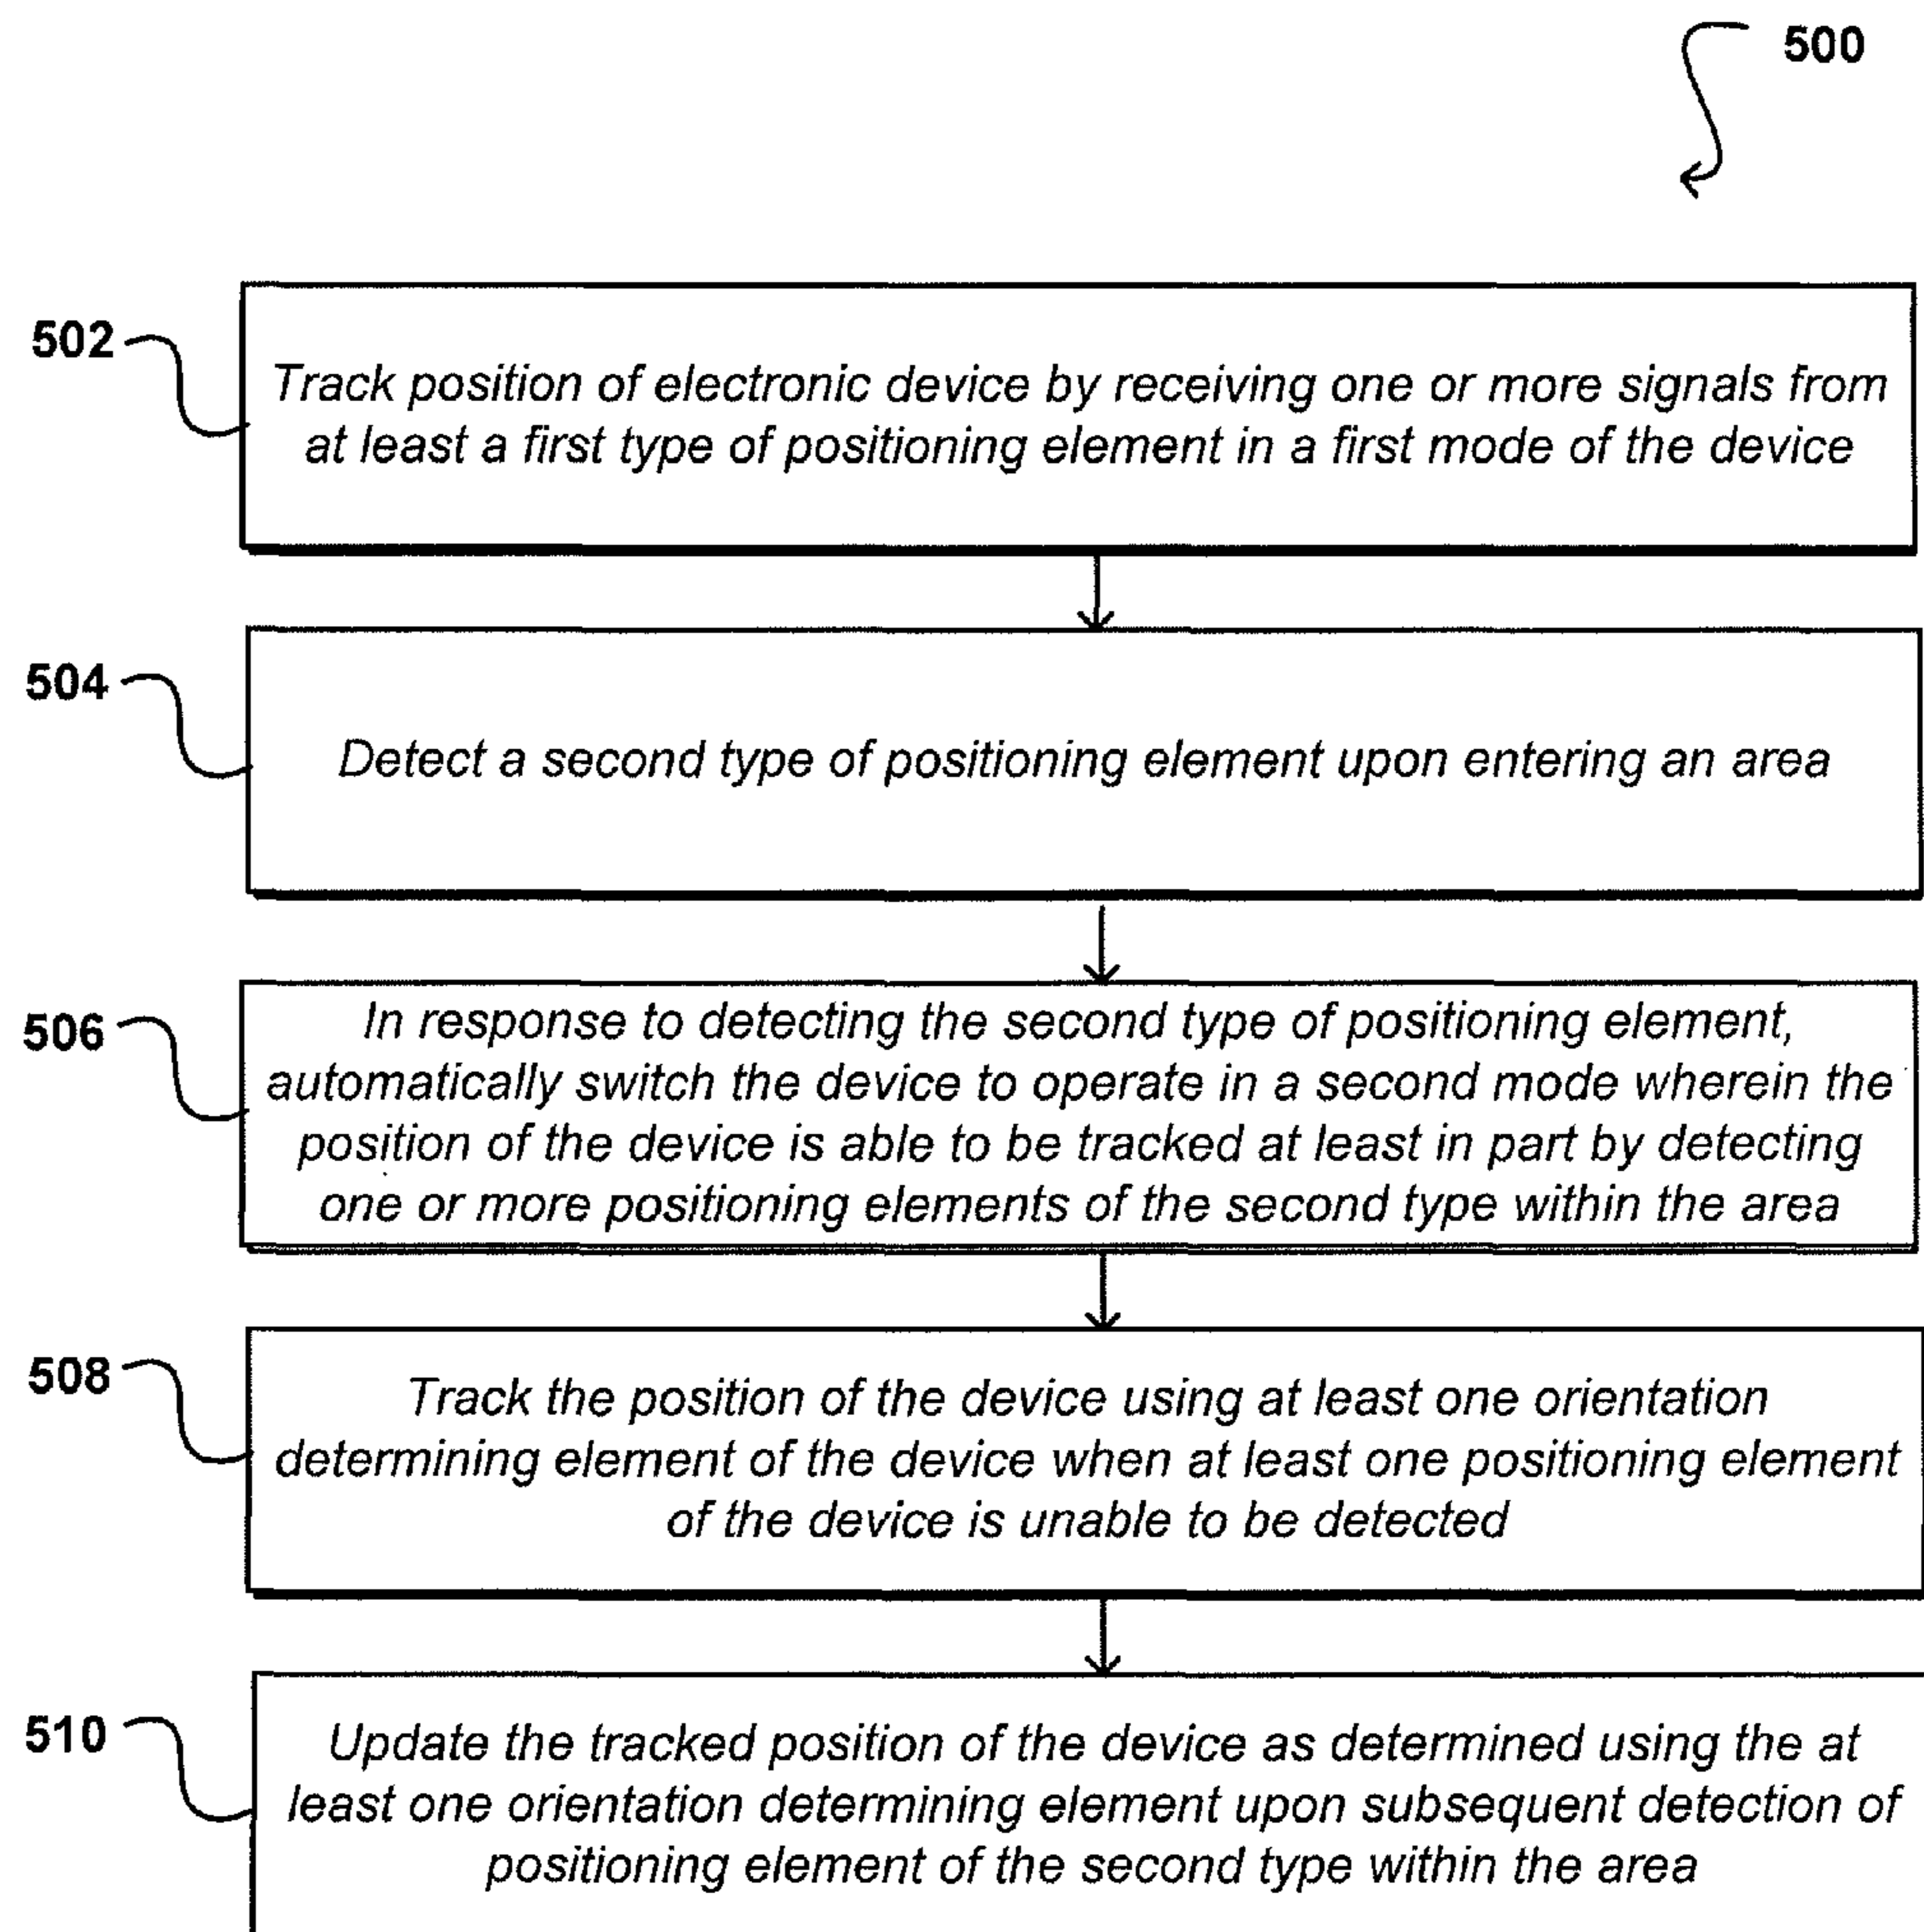 500
502
Track position of electronic device by receiving one or more signals from
at least a first type of positioning element in a first mode of the device
504
Detect a second type of positioning element upon entering an area
506
In response to detecting the second type of positioning element,
automatically switch the device to operate in a second mode wherein the
position of the device is able to be tracked at least in part by detecting
one or more positioning elements of the second type within the area
508
Track the position of the device using at least one orientation
determining element of the device when at least one positioning element
of the device is unable to be detected
510
Update the tracked position of the device as determined using the at
least one orientation determining element upon subsequent detection of
positioning element of the second type within the area